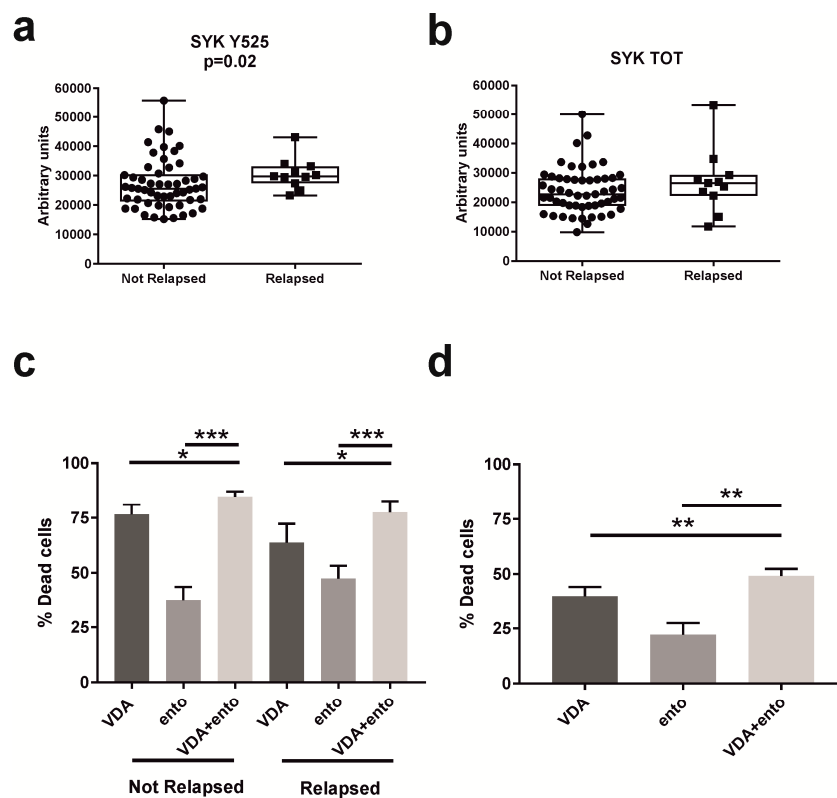 a
SYK Y525
p=0.02
Arbitrary units
60000
50000
40000
30000
20000
10000
0
Not Relapsed
Relapsed
b
SYK TOT
Arbitrary units
60000
50000
40000
30000
20000
10000
0
Not Relapsed
Relapsed
c
% Dead cells
100
75
50
25
0
***
*
***
*
VDA
ento
VDA+ento
VDA
ento
VDA+ento
Not Relapsed
Relapsed
d
% Dead cells
100
75
50
25
0
**
**
VDA
ento
VDA+ento